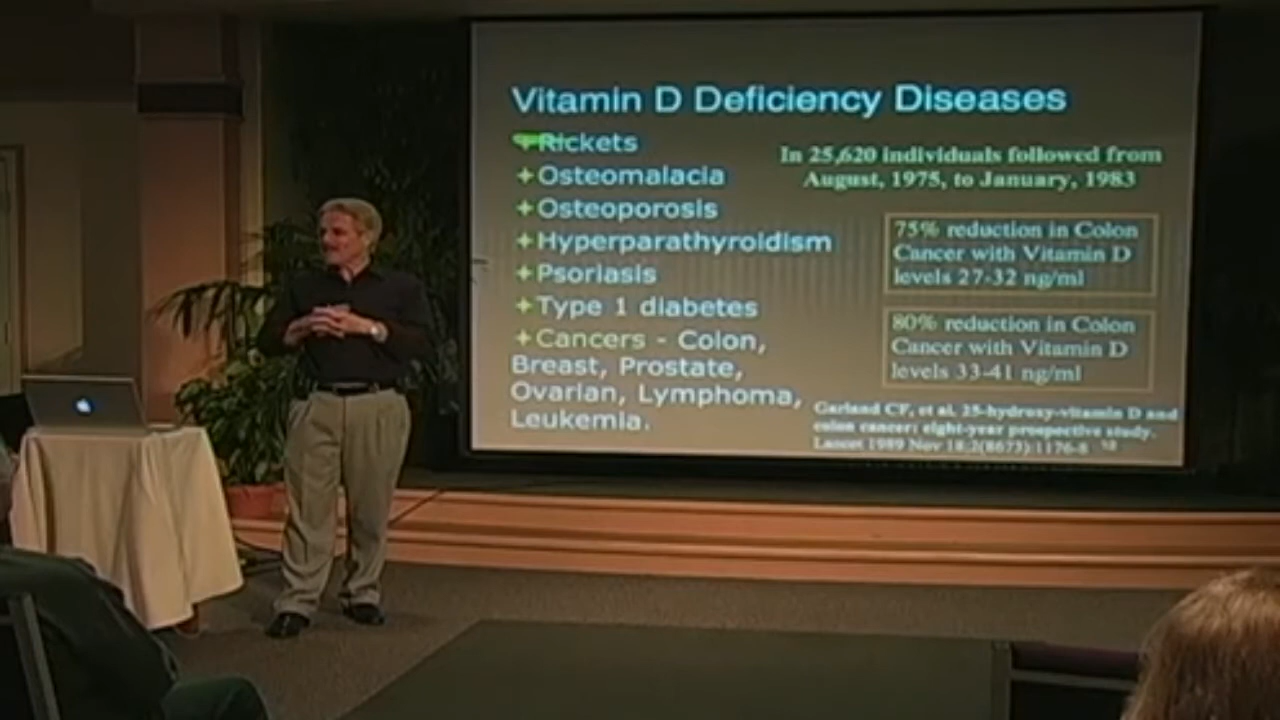 Vitamin D Deficiency Diseases
+Rickets
+Osteomalacia
+Osteoporosis
+Hyperparathyroidism
+Psoriasis
+Type 1 diabetes
+Cancers - Colon,
Breast, Prostate,
Ovarian, Lymphoma,
Leukemia.
In 25,620 individuals followed from
August, 1975, to January, 1983
75% reduction in Colon
Cancer with Vitamin D
levels 27-32 ng/ml
80% reduction in Colon
Cancer with Vitamin D
levels 33-41 ng/ml
Garland CF, et al. 25-hydroxy-vitamin D and
colon cancer: eight-year prospective study.
Lancet 1989 Nov 18;2(8673):1176-8